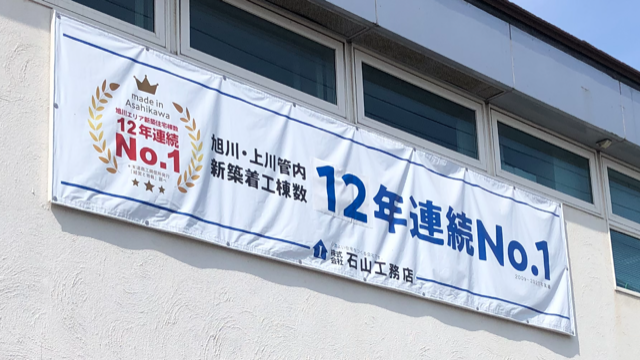 made in
Asahikawa
旭川エリア新築住宅棟数
12年連続
No.1
旭川・上川管内
新築着工棟数
12年連続No.1
株式会社 石山工務店